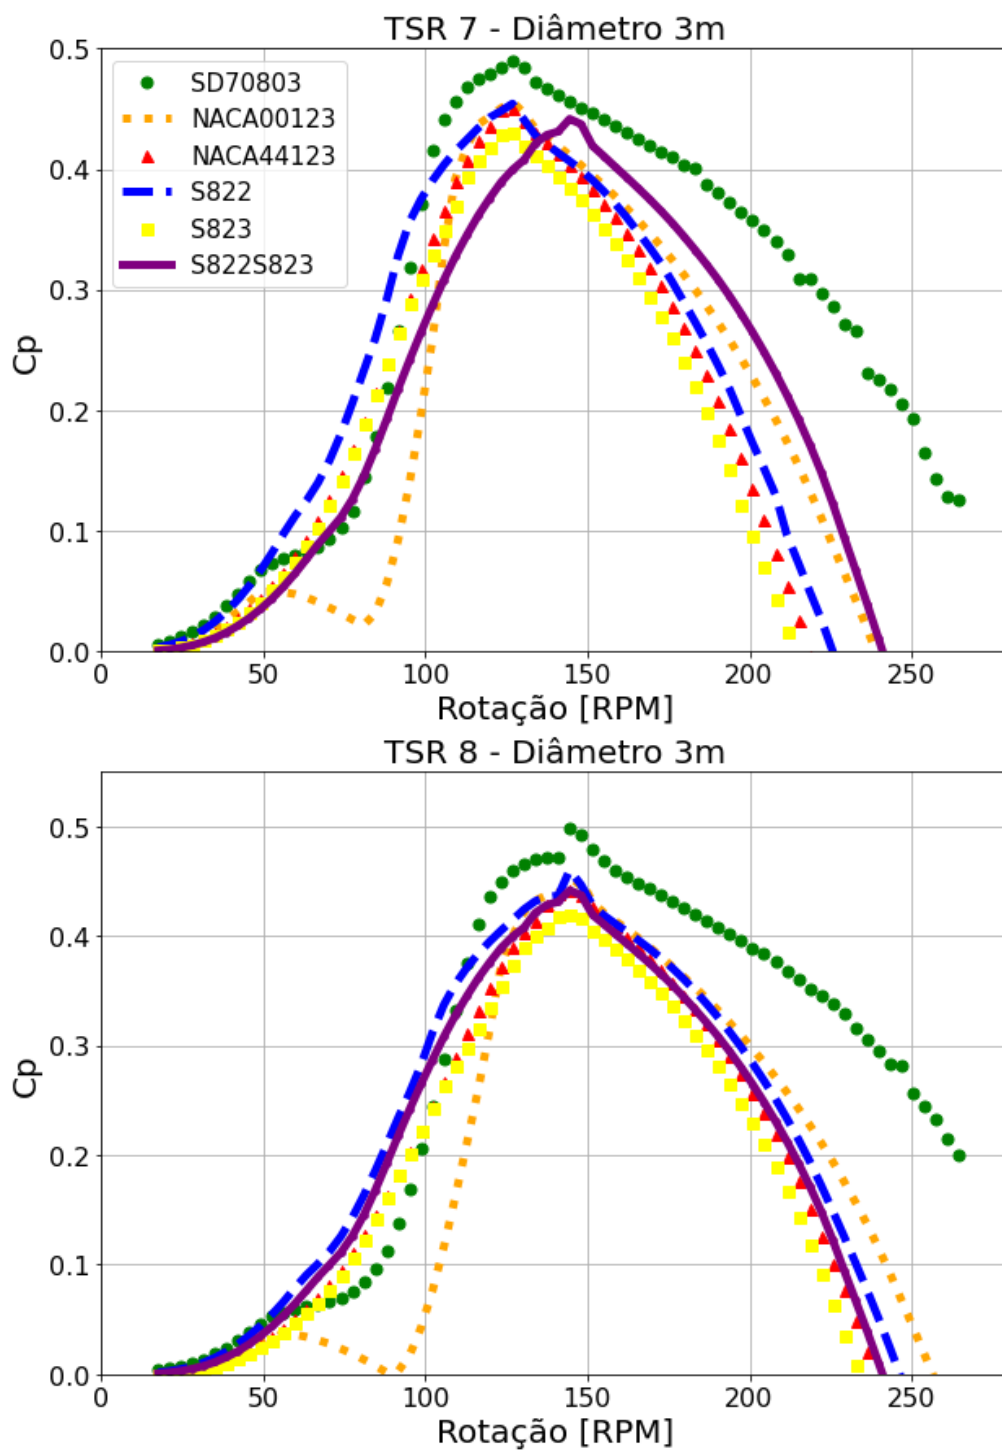 TSR 7 - Diâmetro 3m
0.5
0.4
0.3
0.2
0.1
0.0
Cp
SD70803
NACA00123
NACA44123
S822
S823
S822S823
0 50 100 150 200 250
Rotação [RPM]
TSR 8 - Diâmetro 3m
0.5
0.4
0.3
0.2
0.1
0.0
Cp
0 50 100 150 200 250
Rotação [RPM]